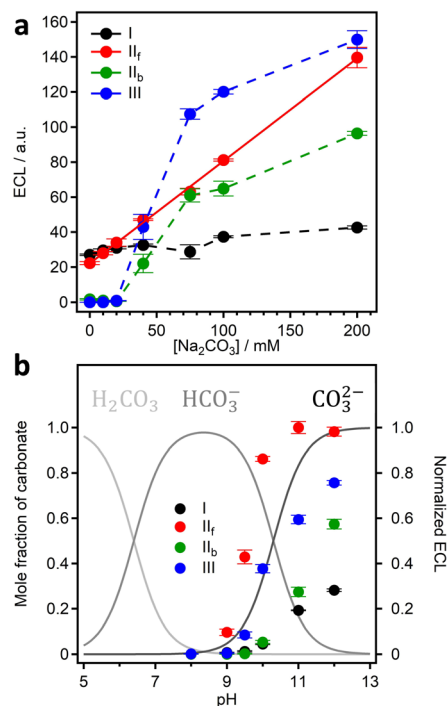 a
I
II_f
II_b
III
160
140
120
100
80
60
40
20
0
ECL / a.u.
0
50
100
150
200
[Na₂CO₃] / mM
b
H₂CO₃
HCO₃⁻
CO₃²⁻
1.0
0.8
0.6
0.4
0.2
0
Mole fraction of carbonate
I
II_f
II_b
III
1.0
0.8
0.6
0.4
0.2
0
Normalized ECL
5
7
9
11
13
pH